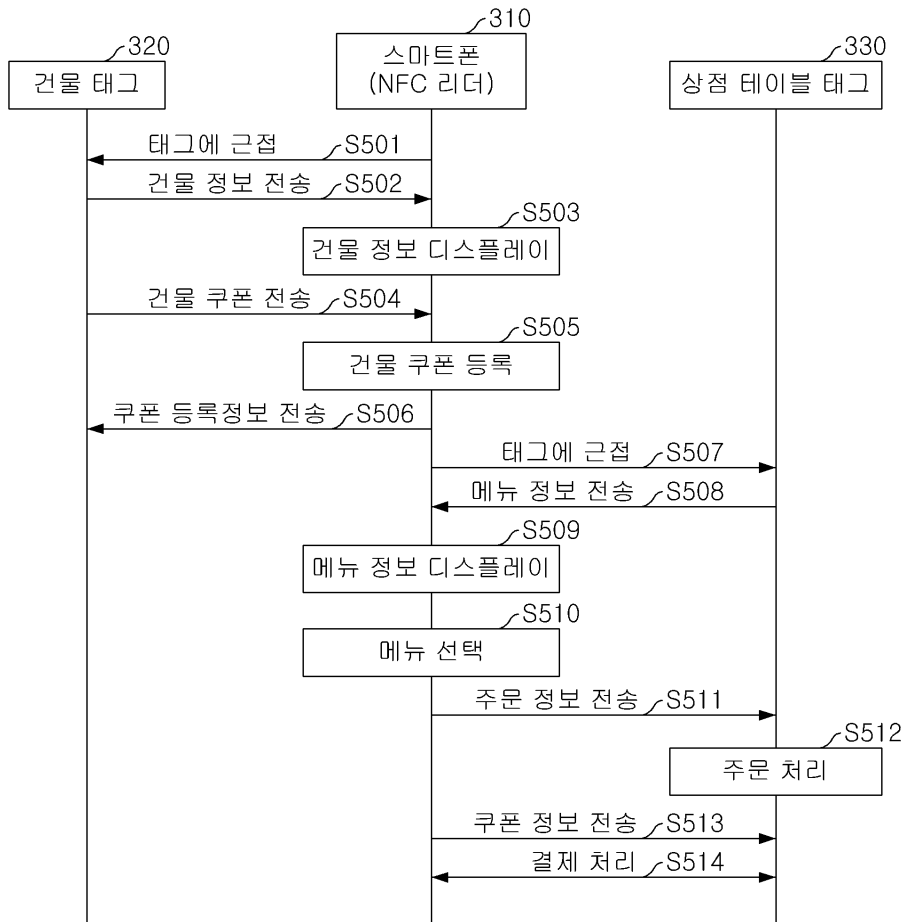 320
건물 태그
310
스마트폰
(NFC 리더)
330
상점 테이블 태그
태그에 근접 S501
건물 정보 전송 S502
S503
건물 정보 디스플레이
건물 쿠폰 전송 S504
S505
건물 쿠폰 등록
쿠폰 등록정보 전송 S506
태그에 근접 S507
메뉴 정보 전송 S508
S509
메뉴 정보 디스플레이
S510
메뉴 선택
주문 정보 전송 S511
S512
주문 처리
쿠폰 정보 전송 S513
결제 처리 S514